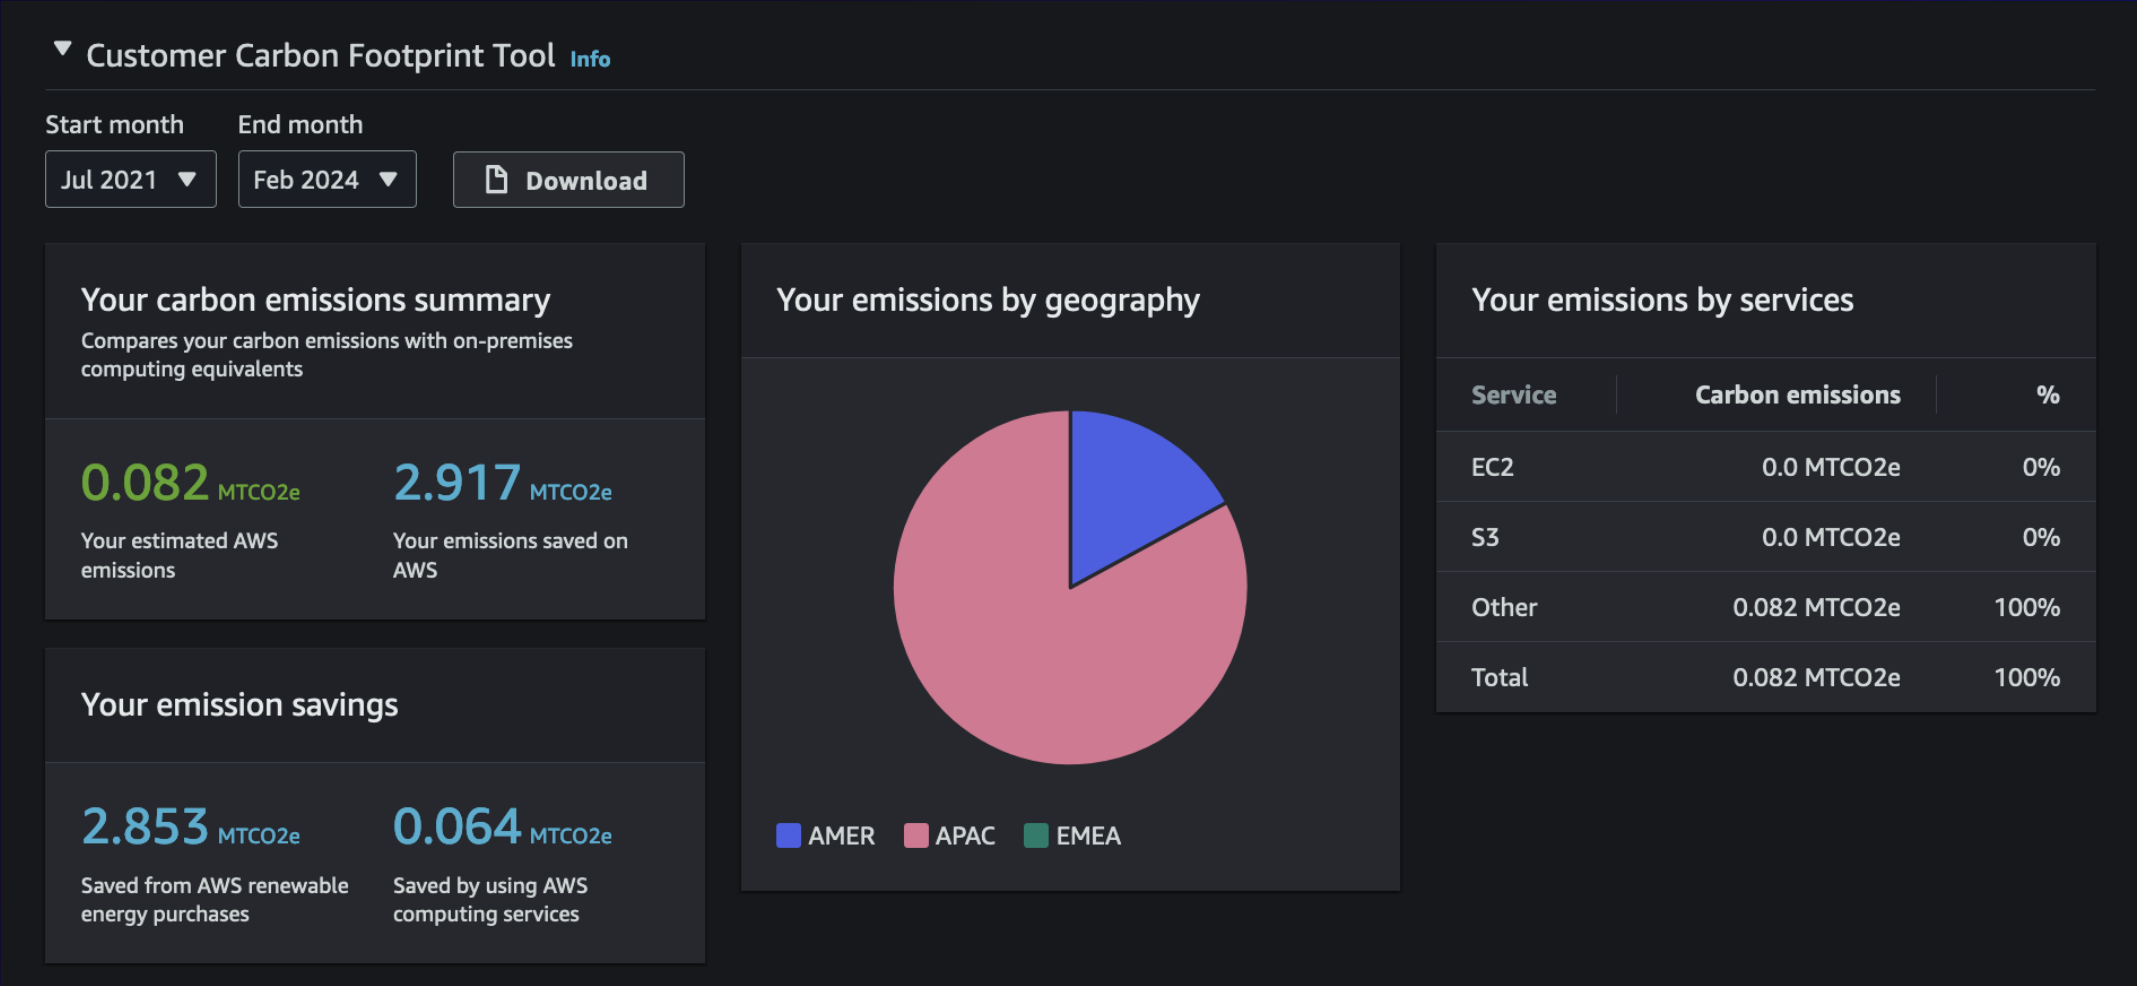 Customer Carbon Footprint Tool Info
Start month End month
Jul 2021 Feb 2024 Download
Your carbon emissions summary
Compares your carbon emissions with on-premises
computing equivalents
0.082 MTCO2e 2.917 MTCO2e
Your estimated AWS
emissions
Your emissions saved on
AWS
Your emission savings
2.853 MTCO2e 0.064 MTCO2e
Saved from AWS renewable
energy purchases
Saved by using AWS
computing services
Your emissions by geography
AMER APAC EMEA
Your emissions by services
Service Carbon emissions %
EC2 0.0 MTCO2e 0%
S3 0.0 MTCO2e 0%
Other 0.082 MTCO2e 100%
Total 0.082 MTCO2e 100%